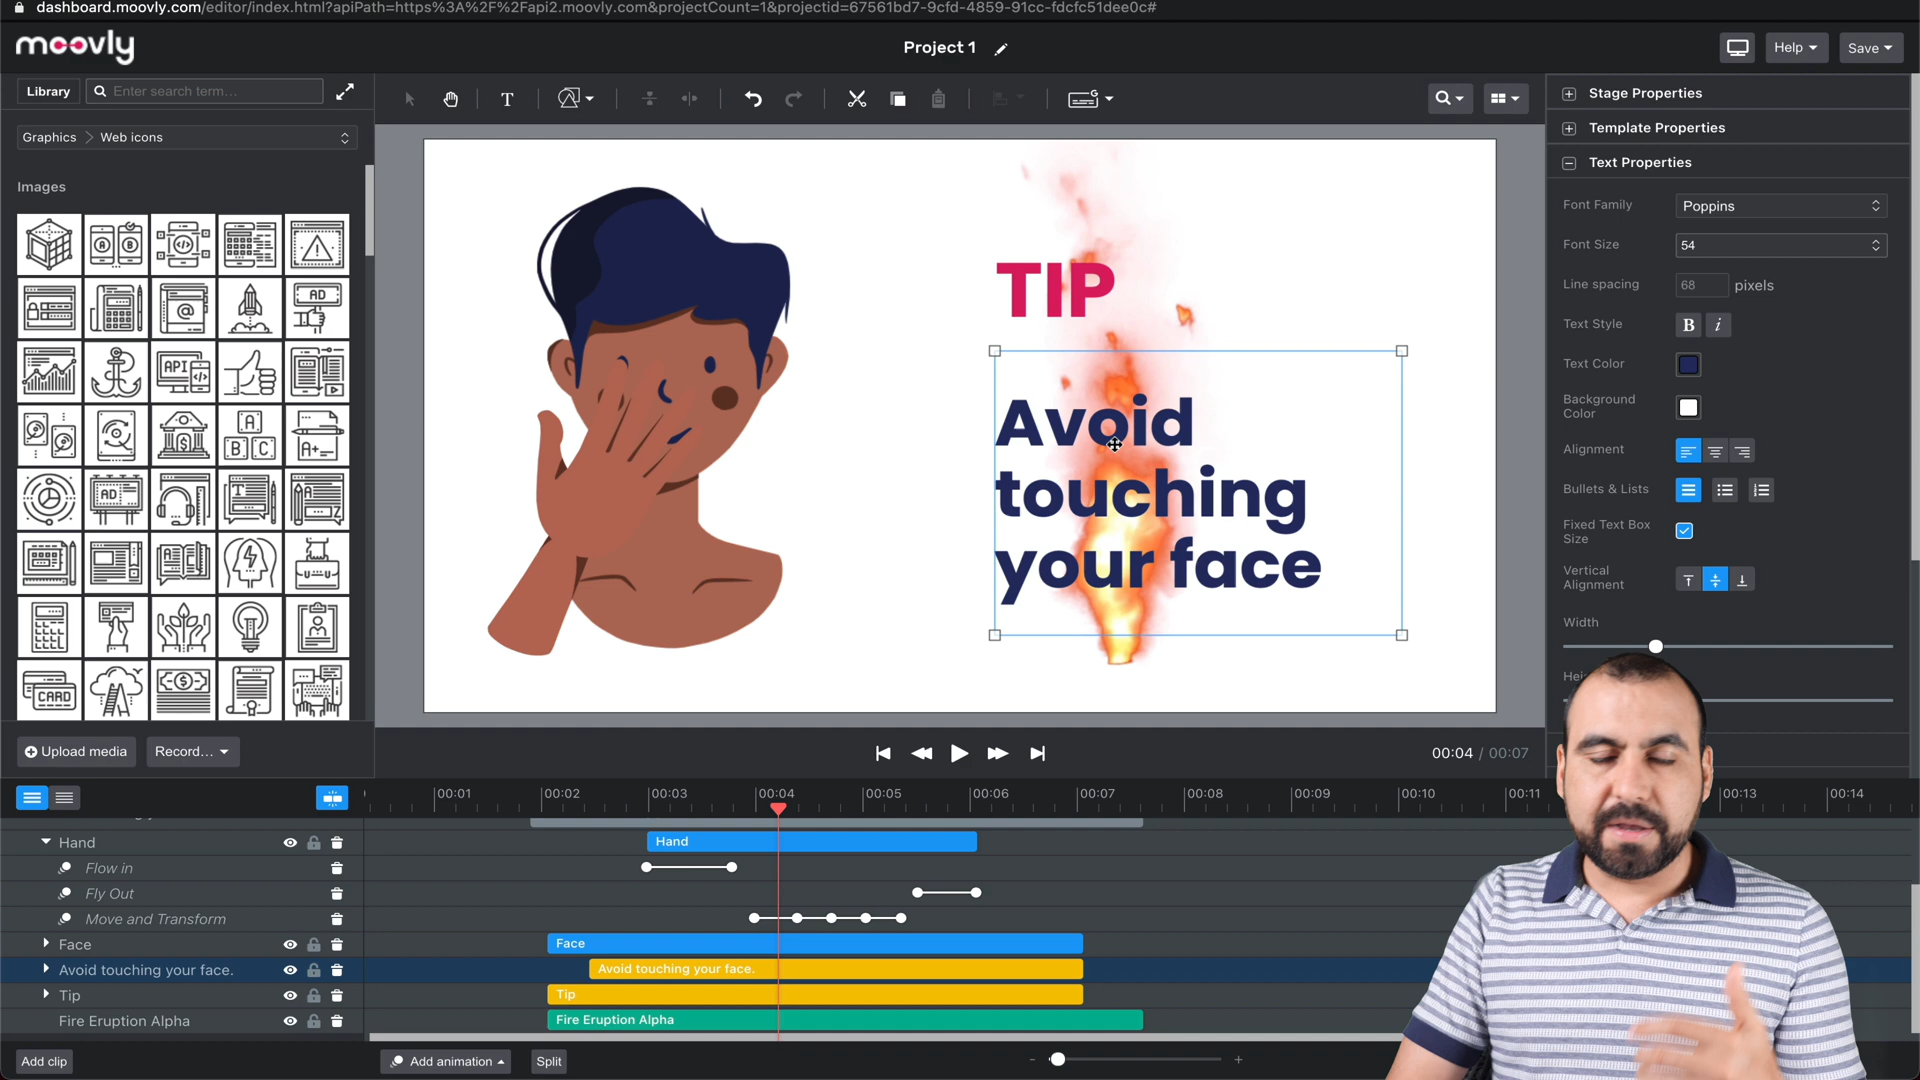 dashboard.moovly.com/editor/index.html?apiPath=https%3A%2F%2Fapi2.moovly.com&projectCount=1&projectid=67561bd7-9cfd-4859-91cc-fdcfc51dee0c#
moovly
Project 1
Help
Save
Library
Enter search term...
T
Graphics > Web icons
Images
AD
API
A
B C
A+
AD
T
CARD
Upload media
Record...
TIP
Avoid
touching
your face
Stage Properties
Template Properties
Text Properties
Font Family
Poppins
Font Size
54
Line spacing
68
pixels
Text Style
B i
Text Color
Background
Color
Alignment
Bullets & Lists
Fixed Text Box
Size
Vertical
Alignment
Width
00:04 / 00:07
00:01 00:02 00:03 00:04 00:05 00:06 00:07 00:08 00:09 00:10 00:11 00:13 00:14
Hand
Hand
Flow in
Fly Out
Move and Transform
Face
Face
Avoid touching your face.
Avoid touching your face.
Tip
Tip
Fire Eruption Alpha
Fire Eruption Alpha
Add clip
Add animation
Split
- +